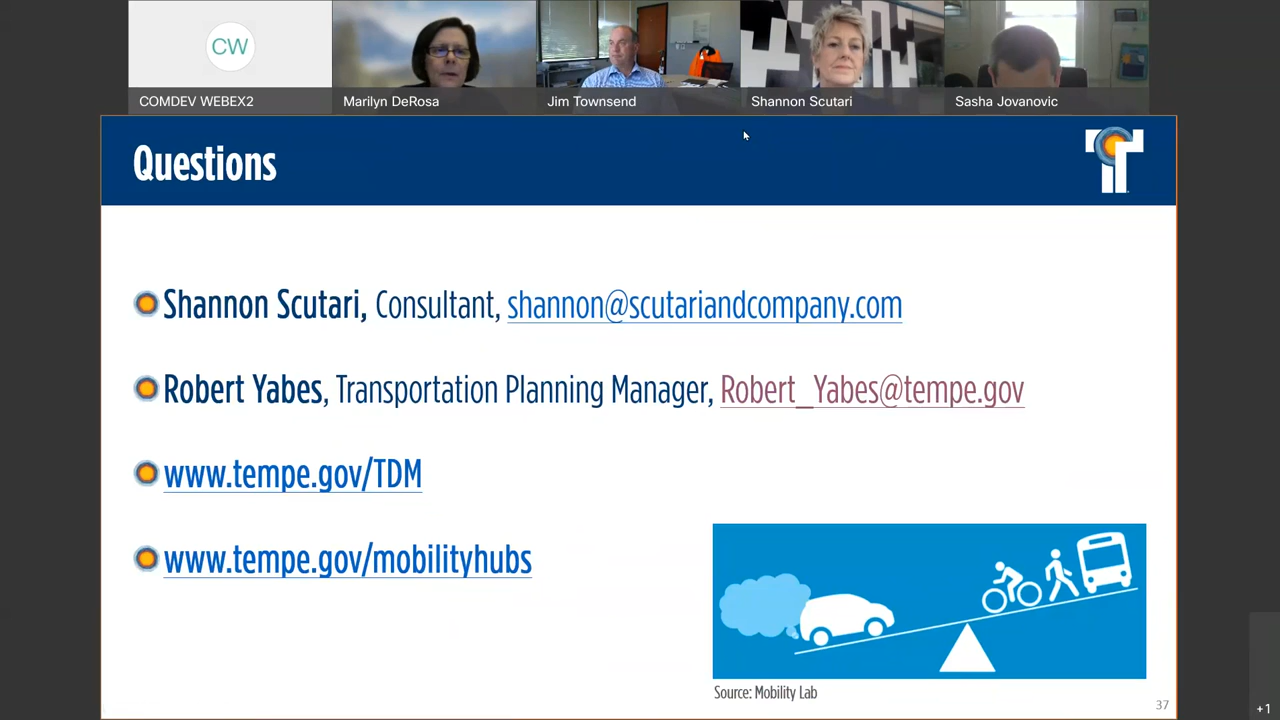 CW
COMDEV WEBEX2
Marilyn DeRosa
Jim Townsend
Shannon Scutari
Sasha Jovanovic
Questions
Shannon Scutari, Consultant, shannon@scutariandcompany.com
Robert Yabes, Transportation Planning Manager, Robert_Yabes@tempe.gov
www.tempe.gov/TDM
www.tempe.gov/mobilityhubs
Source: Mobility Lab
37
+1